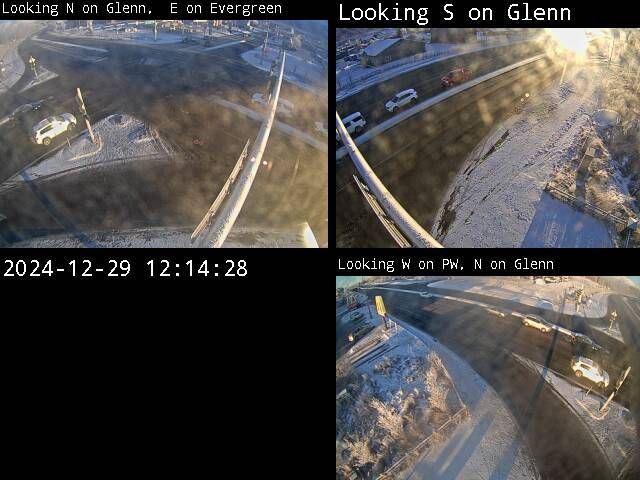 Looking N on Glenn,  E on Evergreen
Looking S on Glenn
2024-12-29 12:14:28
Looking W on PW, N on Glenn